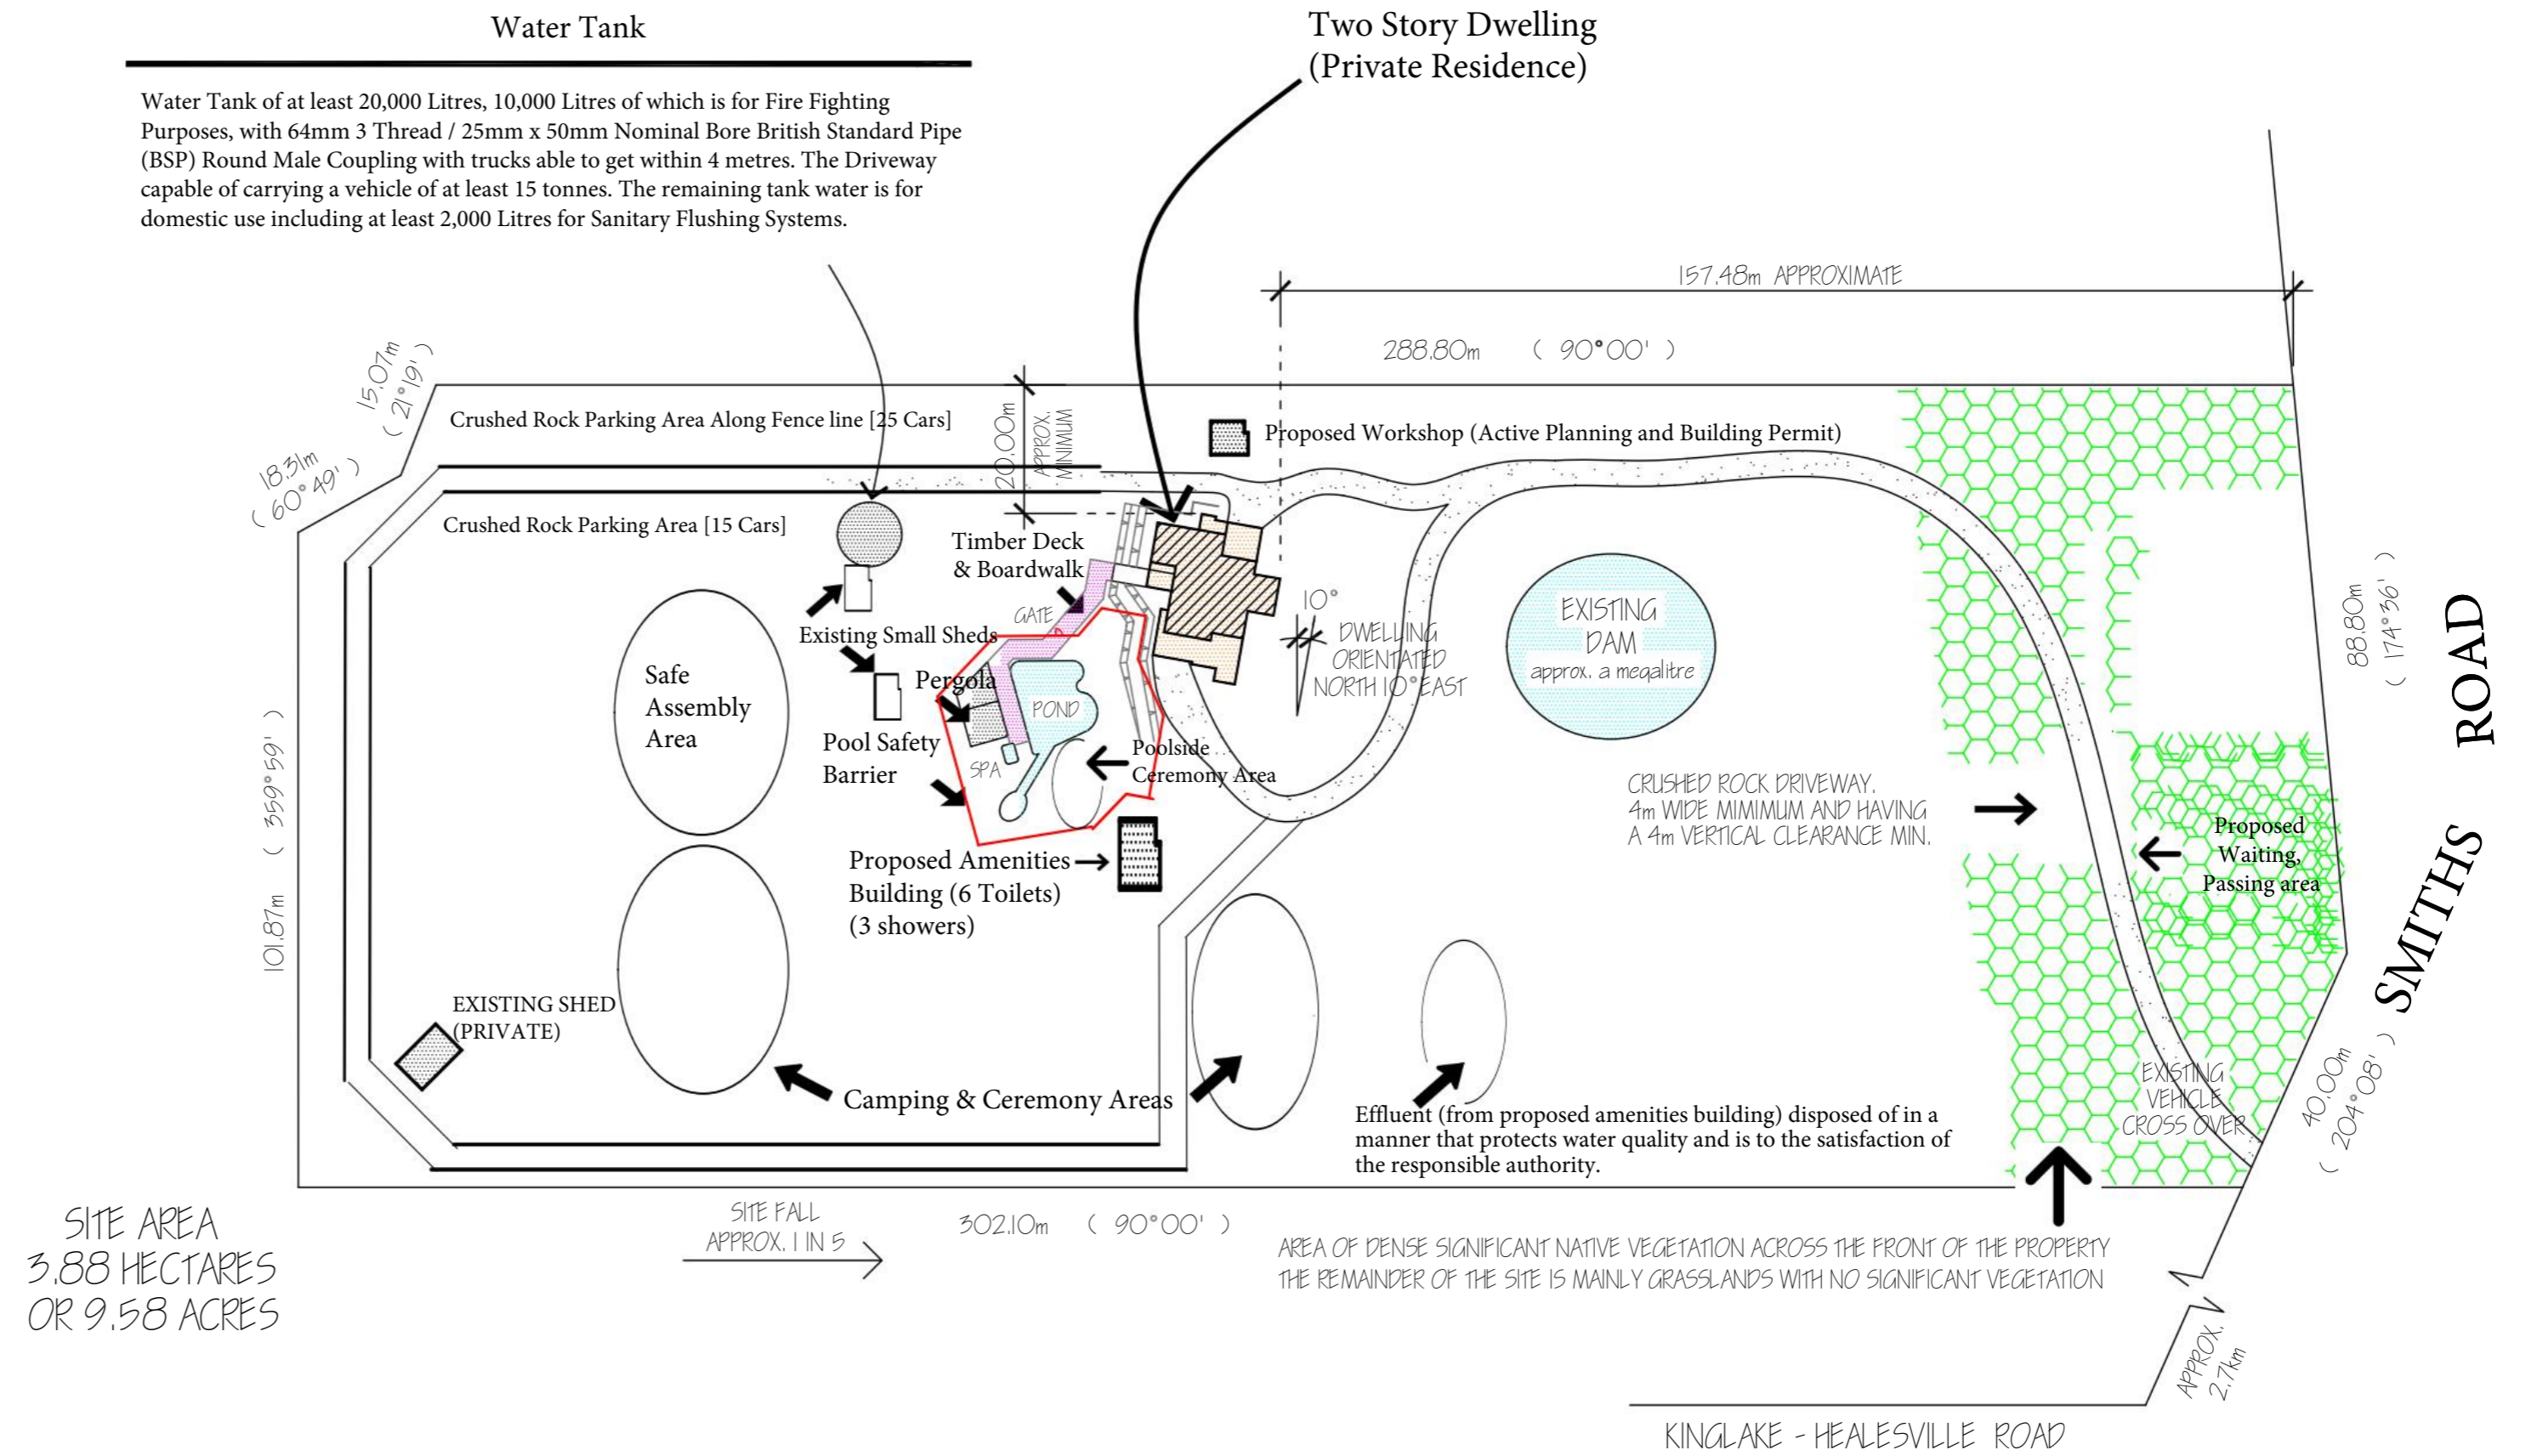 Water Tank
Two Story Dwelling
(Private Residence)
Water Tank of at least 20,000 Litres, 10,000 Litres of which is for Fire Fighting
Purposes, with 64mm 3 Thread / 25mm x 50mm Nominal Bore British Standard Pipe
(BSP) Round Male Coupling with trucks able to get within 4 metres. The Driveway
capable of carrying a vehicle of at least 15 tonnes. The remaining tank water is for
domestic use including at least 2,000 Litres for Sanitary Flushing Systems.
157.48m APPROXIMATE
288.80m ( 90°00' )
15.07m
( 21°19' )
18.31m
( 60°49' )
Crushed Rock Parking Area Along Fence line [25 Cars]
20.00m
APPROX.
MINIMUM
Proposed Workshop (Active Planning and Building Permit)
Crushed Rock Parking Area [15 Cars]
Timber Deck
& Boardwalk
GATE
Existing Small Sheds
Pergola
POND
SPA
Pool Safety
Barrier
Poolside
Ceremony Area
Safe
Assembly
Area
10°
DWELLING
ORIENTATED
NORTH 10° EAST
EXISTING
DAM
approx. a megalitre
88.80m
( 174°36' )
SMITHS ROAD
CRUSHED ROCK DRIVEWAY.
4m WIDE MIMIMUM AND HAVING
A 4m VERTICAL CLEARANCE MIN.
Proposed
Waiting,
Passing area
101.87m ( 359°59' )
Proposed Amenities
Building (6 Toilets)
(3 showers)
EXISTING SHED
(PRIVATE)
Camping & Ceremony Areas
Effluent (from proposed amenities building) disposed of in a
manner that protects water quality and is to the satisfaction of
the responsible authority.
EXISTING
VEHICLE
CROSS OVER
40.00m
( 204°08' )
SITE AREA
3.88 HECTARES
OR 9.58 ACRES
SITE FALL
APPROX. 1 IN 5
302.10m ( 90°00' )
AREA OF DENSE SIGNIFICANT NATIVE VEGETATION ACROSS THE FRONT OF THE PROPERTY
THE REMAINDER OF THE SITE IS MAINLY GRASSLANDS WITH NO SIGNIFICANT VEGETATION
APPROX.
2.7km
KINGLAKE - HEALESVILLE ROAD